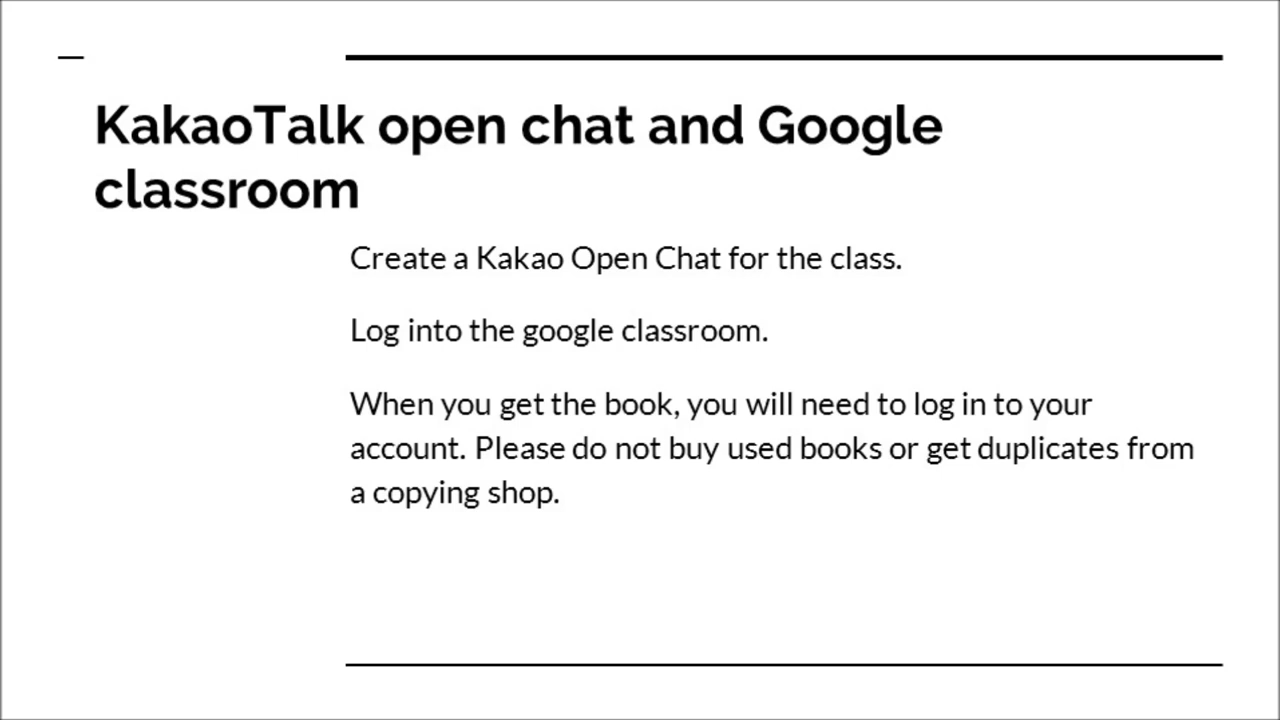 KakaoTalk open chat and Google
classroom
Create a Kakao Open Chat for the class.
Log into the google classroom.
When you get the book, you will need to log in to your
account. Please do not buy used books or get duplicates from
a copying shop.